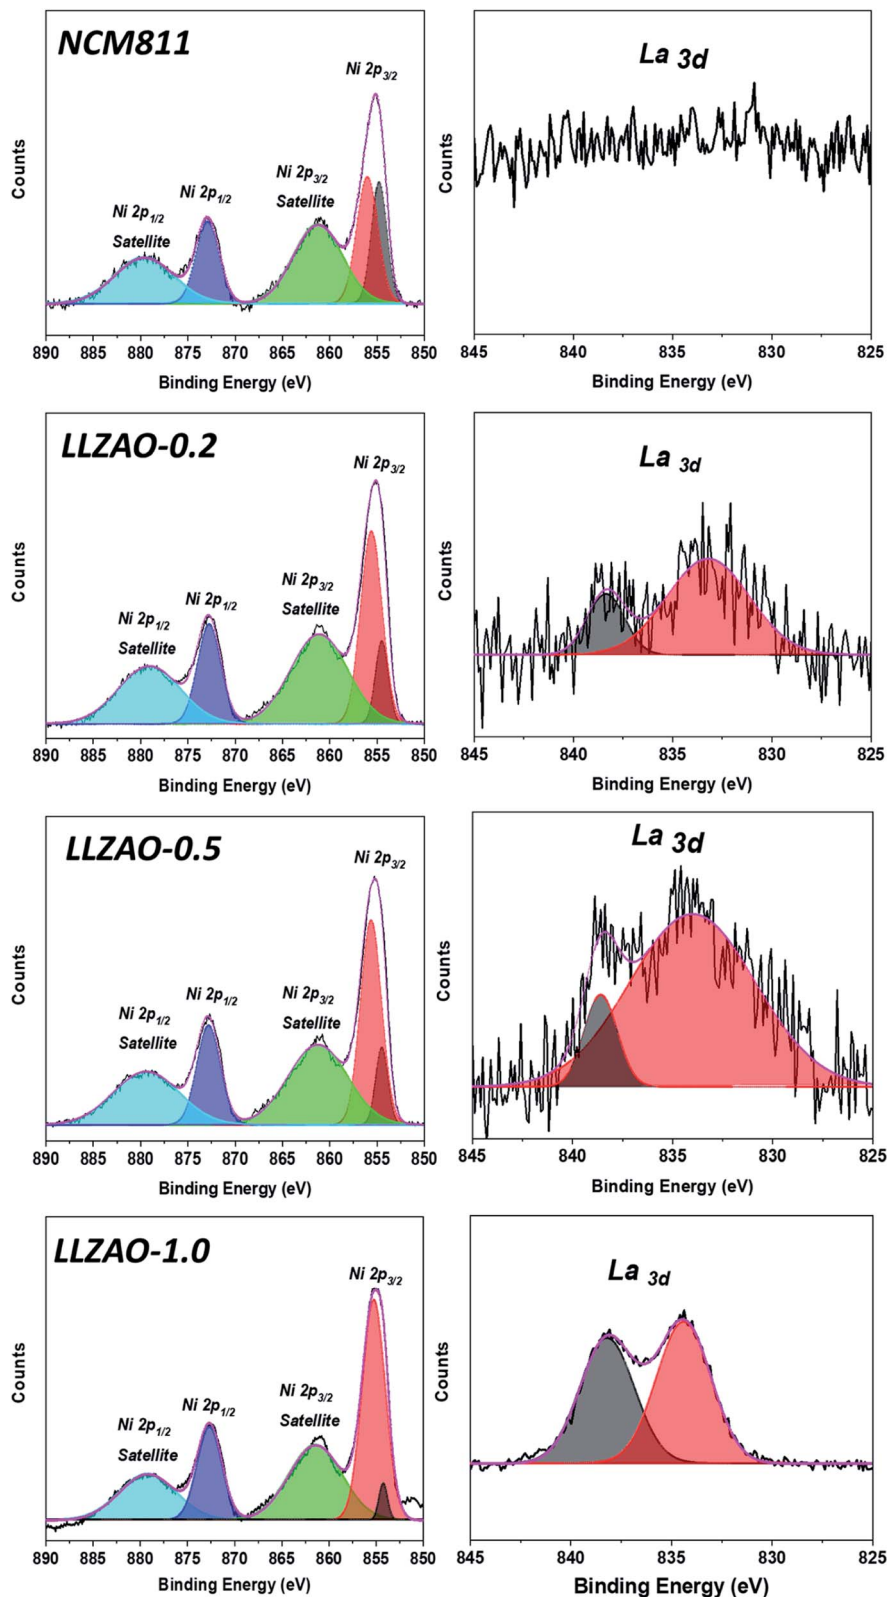 NCM811
Ni 2p3/2
Ni 2p3/2
Satellite
Ni 2p1/2
Ni 2p1/2
Satellite
Counts
890 885 880 875 870 865 860 855 850
Binding Energy (eV)
La 3d
Counts
845 840 835 830 825
Binding Energy (eV)
LLZAO-0.2
Ni 2p3/2
Ni 2p3/2
Satellite
Ni 2p1/2
Ni 2p1/2
Satellite
Counts
890 885 880 875 870 865 860 855 850
Binding Energy (eV)
La 3d
Counts
845 840 835 830 825
Binding Energy (eV)
LLZAO-0.5
Ni 2p3/2
Ni 2p3/2
Satellite
Ni 2p1/2
Ni 2p1/2
Satellite
Counts
890 885 880 875 870 865 860 855 850
Binding Energy (eV)
La 3d
Counts
845 840 835 830 825
Binding Energy (eV)
LLZAO-1.0
Ni 2p3/2
Ni 2p3/2
Satellite
Ni 2p1/2
Ni 2p1/2
Satellite
Counts
890 885 880 875 870 865 860 855 850
Binding Energy (eV)
La 3d
Counts
845 840 835 830 825
Binding Energy (eV)